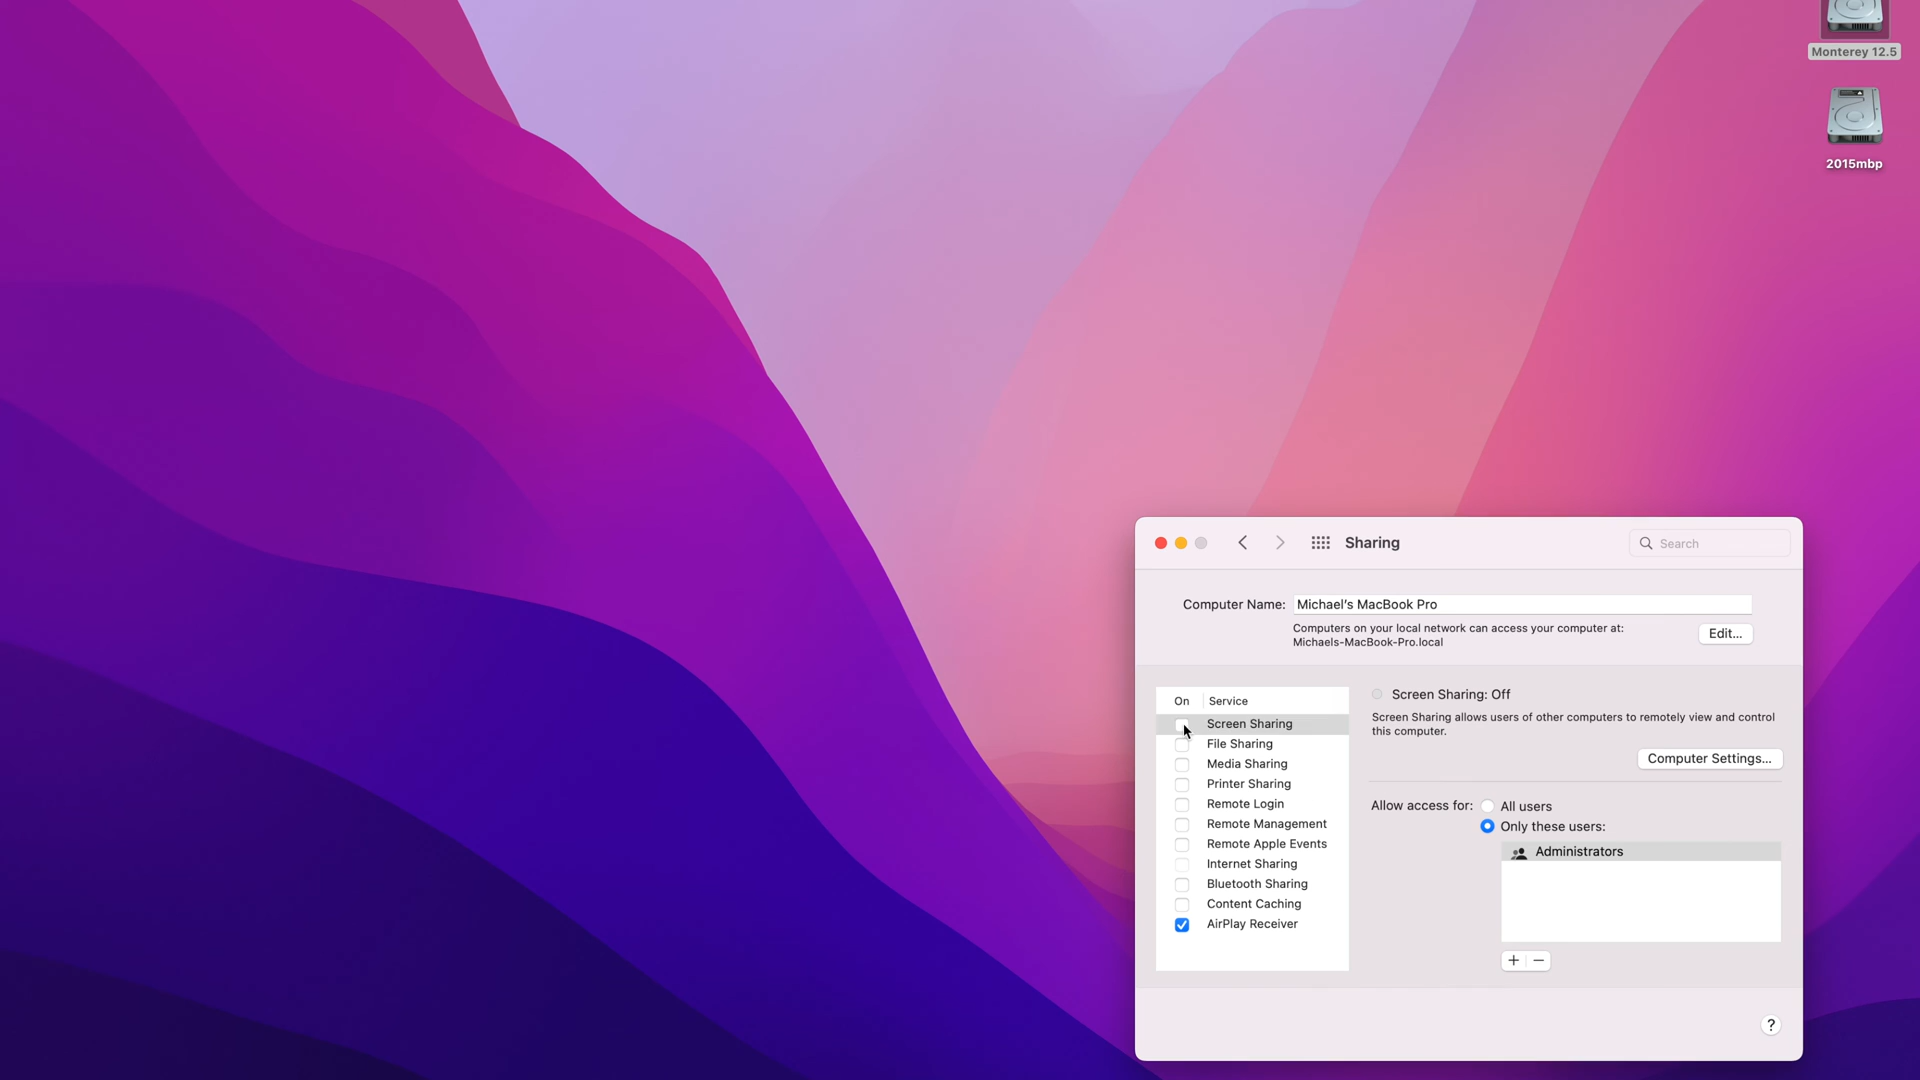 Monterey 12.5
2015mbp
Sharing
Search
Computer Name: Michael's MacBook Pro
Computers on your local network can access your computer at:
Michaels-MacBook-Pro.local
Edit...
On Service
Screen Sharing
File Sharing
Media Sharing
Printer Sharing
Remote Login
Remote Management
Remote Apple Events
Internet Sharing
Bluetooth Sharing
Content Caching
AirPlay Receiver
Screen Sharing: Off
Screen Sharing allows users of other computers to remotely view and control
this computer.
Computer Settings...
Allow access for: All users
Only these users:
Administrators
+ −
?